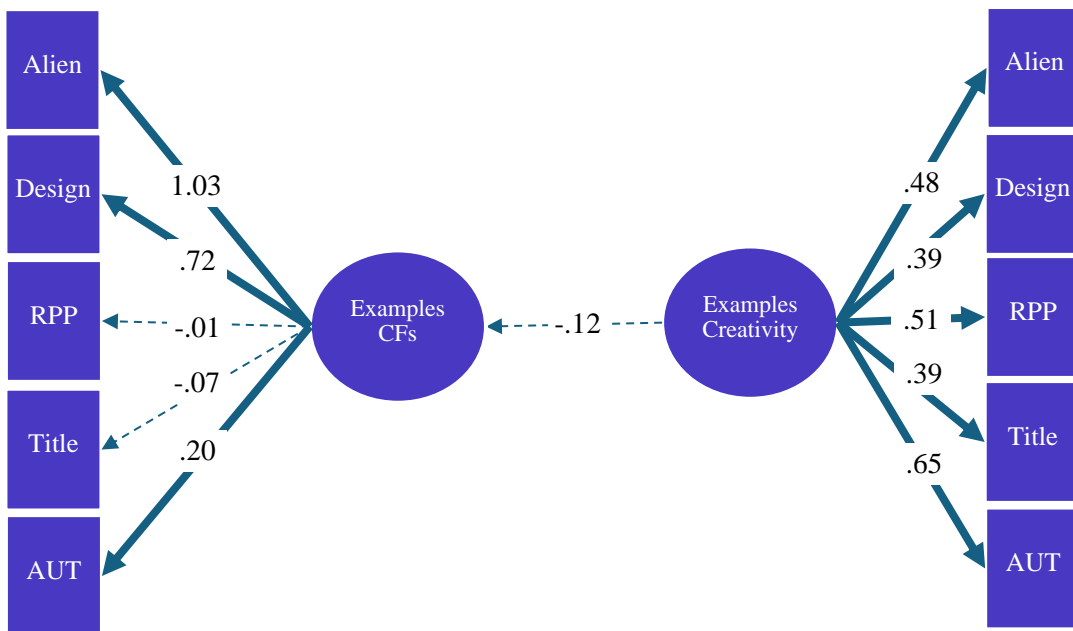 Alien
Design
RPP
Title
AUT
1.03
.72
-.01
-.07
.20
Examples
CFs
-.12
Examples
Creativity
.48
.39
.51
.39
.65
Alien
Design
RPP
Title
AUT